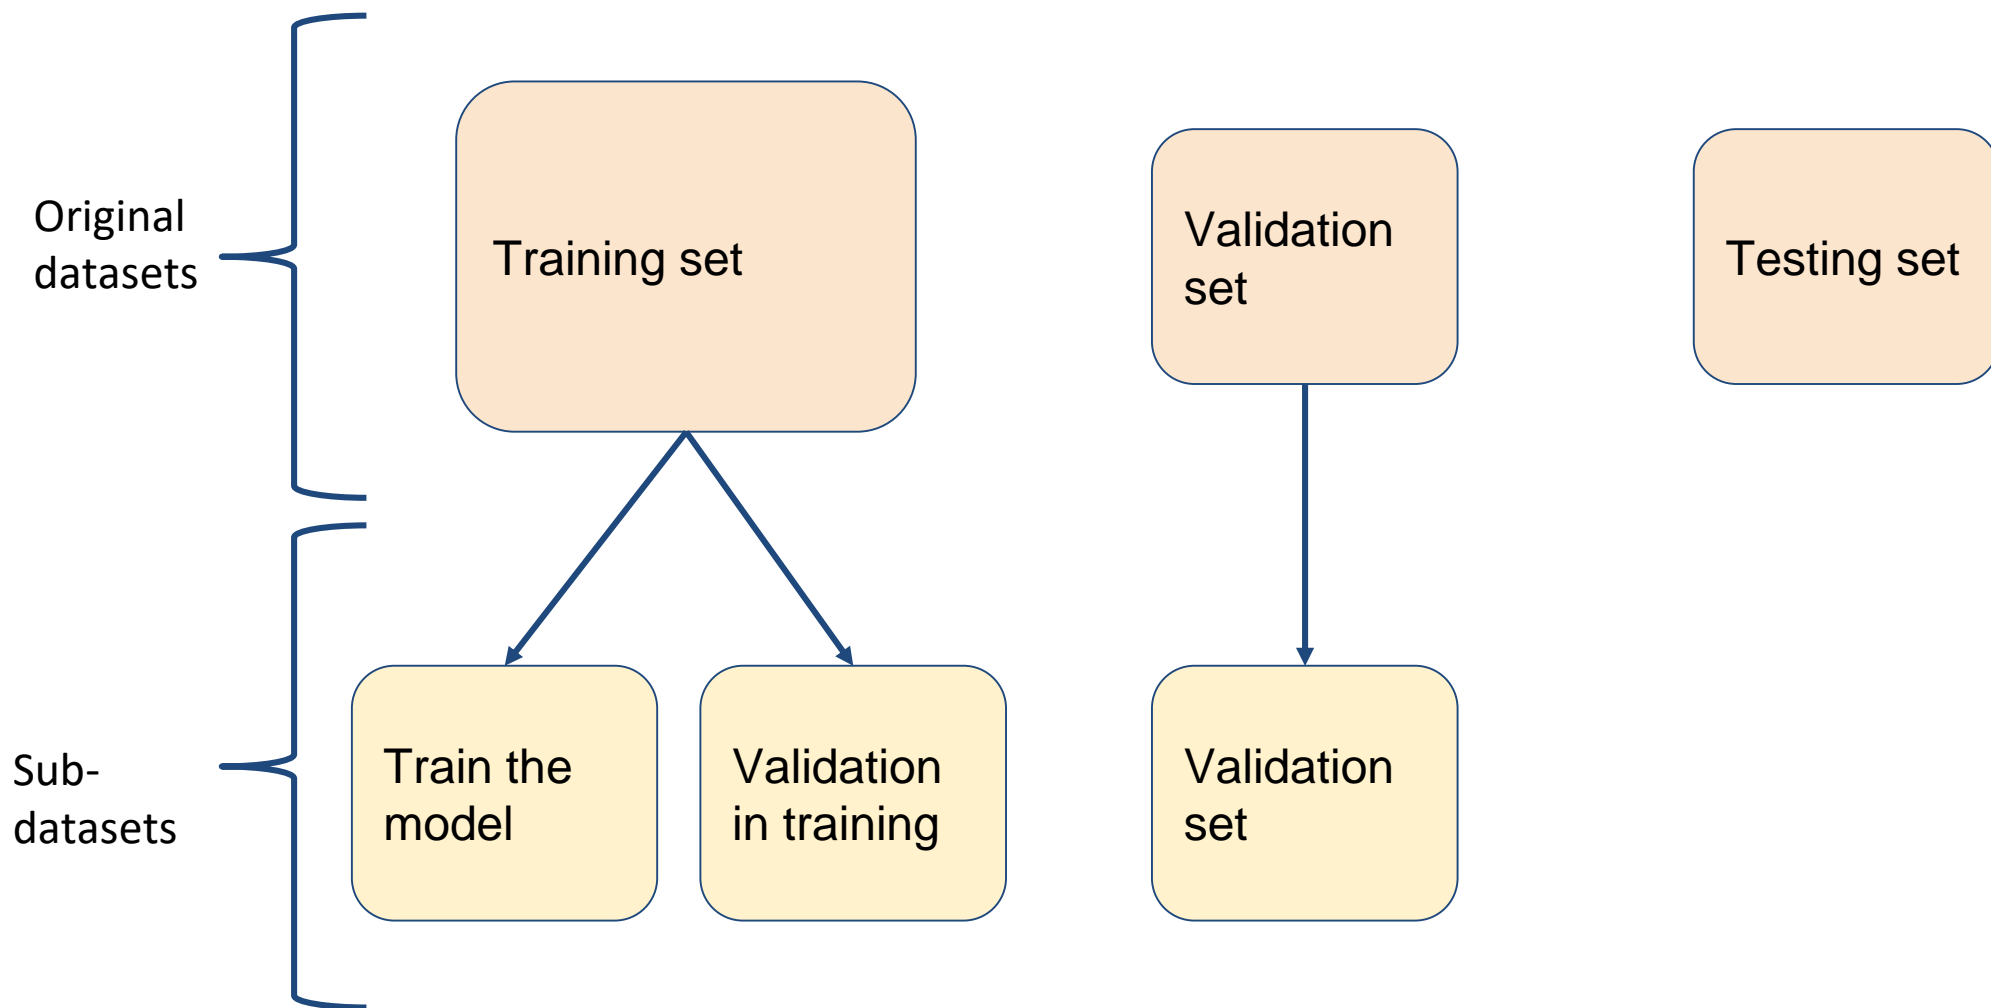 Original
datasets
Training set
Validation
set
Testing set
Sub-
datasets
Train the
model
Validation
in training
Validation
set